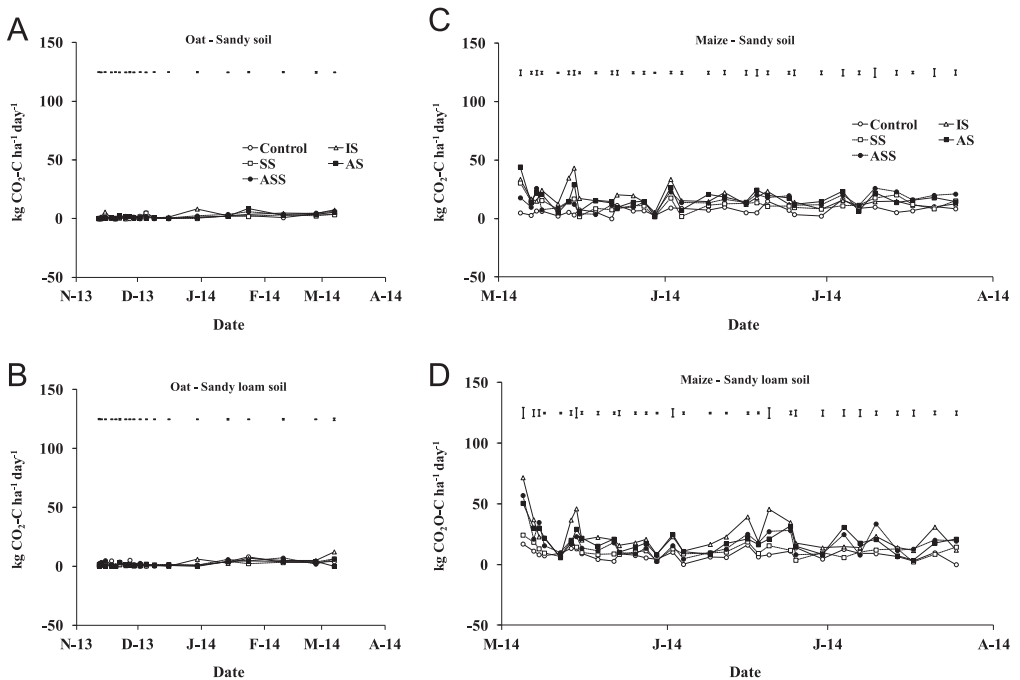 A
Oat - Sandy soil
150
100
50
0
-50
kg CO₂-C ha⁻¹ day⁻¹
Control
IS
SS
AS
ASS
N-13 D-13 J-14 F-14 M-14 A-14
Date
C
Maize - Sandy soil
150
100
50
0
-50
kg CO₂-C ha⁻¹ day⁻¹
Control
IS
SS
AS
ASS
M-14 J-14 J-14 A-14
Date
B
Oat - Sandy loam soil
150
100
50
0
-50
kg CO₂-C ha⁻¹ day⁻¹
N-13 D-13 J-14 F-14 M-14 A-14
Date
D
Maize - Sandy loam soil
150
100
50
0
-50
kg CO₂O-C ha⁻¹ day⁻¹
M-14 J-14 J-14 A-14
Date